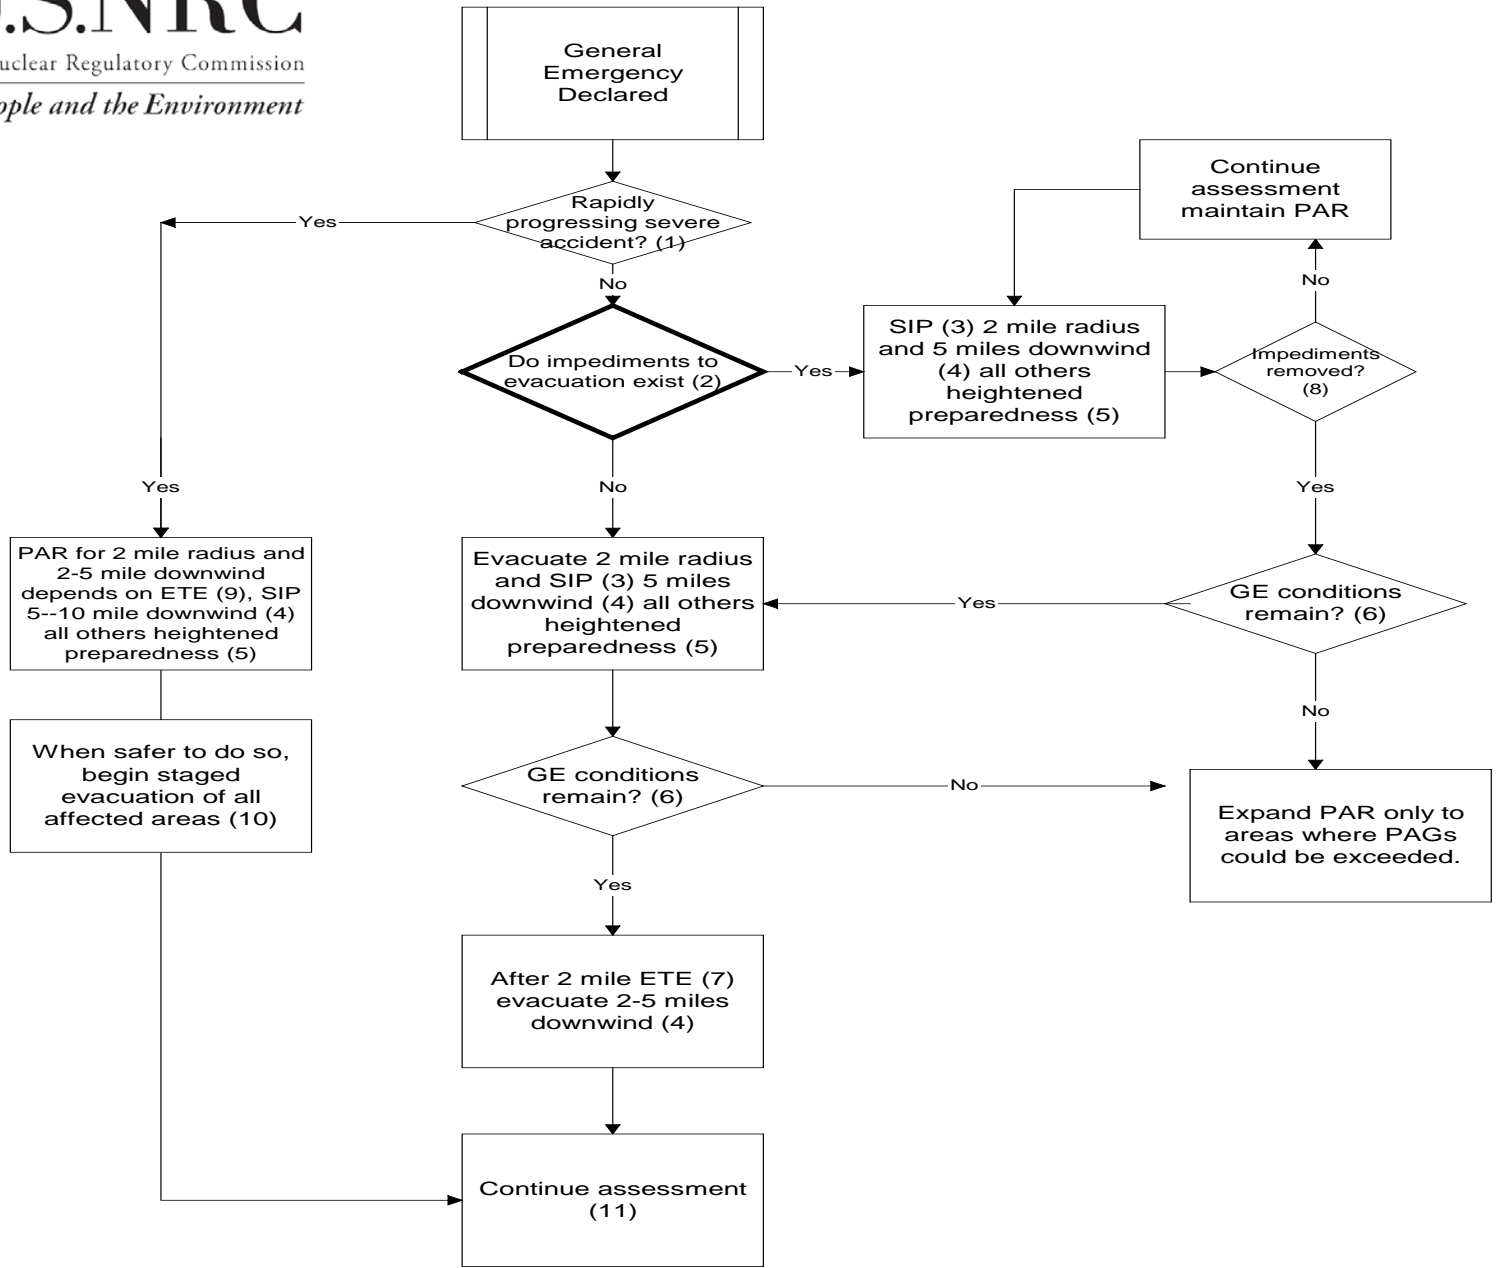 .S.NRC
uclear Regulatory Commission
ople and the Environment
General
Emergency
Declared
Rapidly
progressing severe
accident? (1)
Yes
No
Continue
assessment
maintain PAR
No
Do impediments to
evacuation exist (2)
Yes
SIP (3) 2 mile radius
and 5 miles downwind
(4) all others
heightened
preparedness (5)
Impediments
removed?
(8)
Yes
No
Yes
PAR for 2 mile radius and
2-5 mile downwind
depends on ETE (9), SIP
5--10 mile downwind (4)
all others heightened
preparedness (5)
Evacuate 2 mile radius
and SIP (3) 5 miles
downwind (4) all others
heightened
preparedness (5)
Yes
GE conditions
remain? (6)
No
When safer to do so,
begin staged
evacuation of all
affected areas (10)
GE conditions
remain? (6)
No
Expand PAR only to
areas where PAGs
could be exceeded.
Yes
After 2 mile ETE (7)
evacuate 2-5 miles
downwind (4)
Continue assessment
(11)